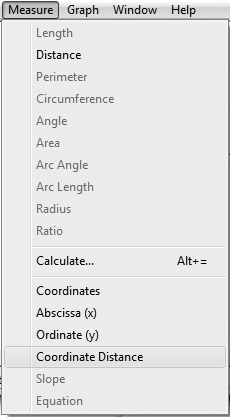 Measure Graph Window Help
Length
Distance
Perimeter
Circumference
Angle
Area
Arc Angle
Arc Length
Radius
Ratio
Calculate... Alt+=
Coordinates
Abscissa (x)
Ordinate (y)
Coordinate Distance
Slope
Equation